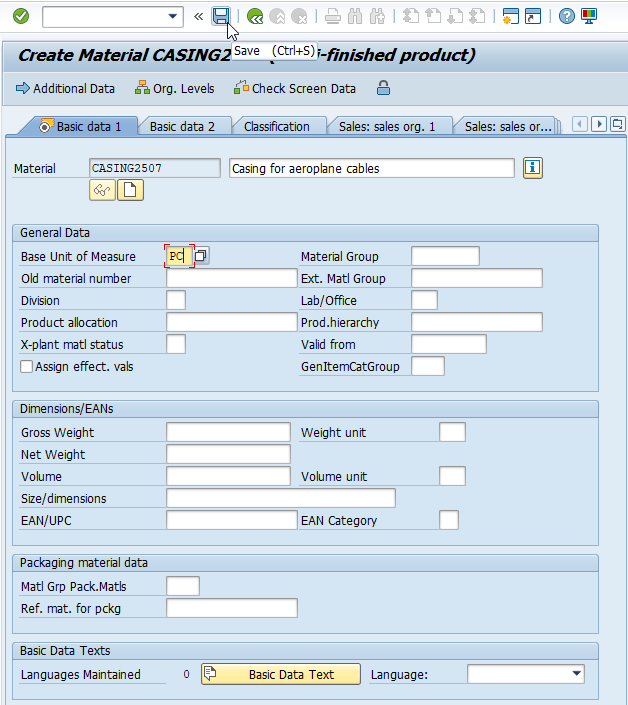 Save (Ctrl+S)
Create Material CASING2 i-finished product)
Additional Data Org. Levels Check Screen Data
Basic data 1 Basic data 2 Classification Sales: sales org. 1 Sales: sales or...
Material CASING2507 Casing for aeroplane cables
General Data
Base Unit of Measure PC Material Group
Old material number Ext. Matl Group
Division Lab/Office
Product allocation Prod.hierarchy
X-plant matl status Valid from
Assign effect. vals GenItemCatGroup
Dimensions/EANs
Gross Weight Weight unit
Net Weight
Volume Volume unit
Size/dimensions
EAN/UPC EAN Category
Packaging material data
Matl Grp Pack.Matls
Ref. mat. for pckg
Basic Data Texts
Languages Maintained 0 Basic Data Text Language: